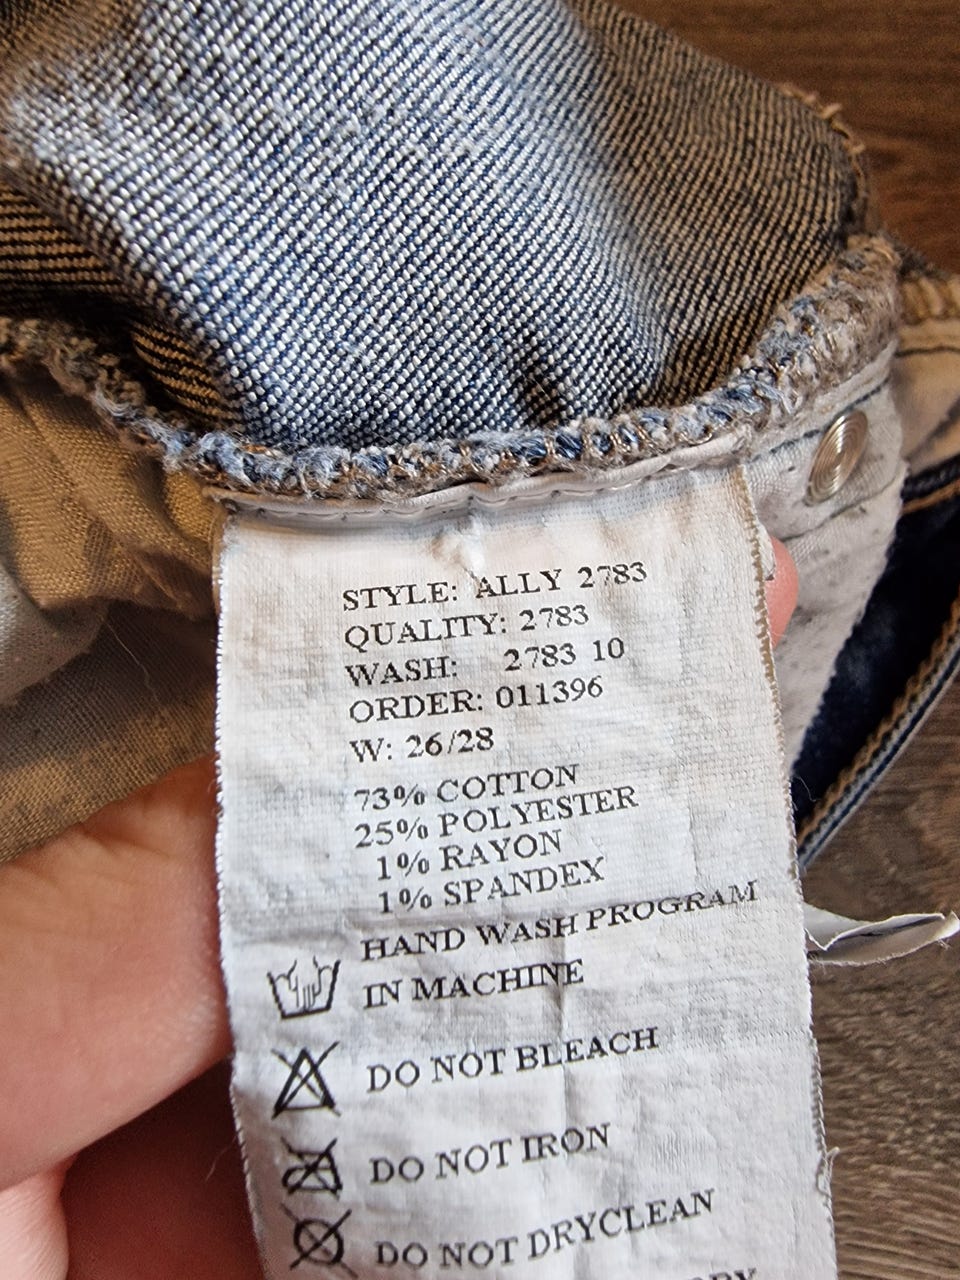 STYLE: ALLY 2783
QUALITY: 2783
WASH: 2783 10
ORDER: 011396
W: 26/28
73% COTTON
25% POLYESTER
1% RAYON
1% SPANDEX
HAND WASH PROGRAM
IN MACHINE
DO NOT BLEACH
DO NOT IRON
DO NOT DRYCLEAN